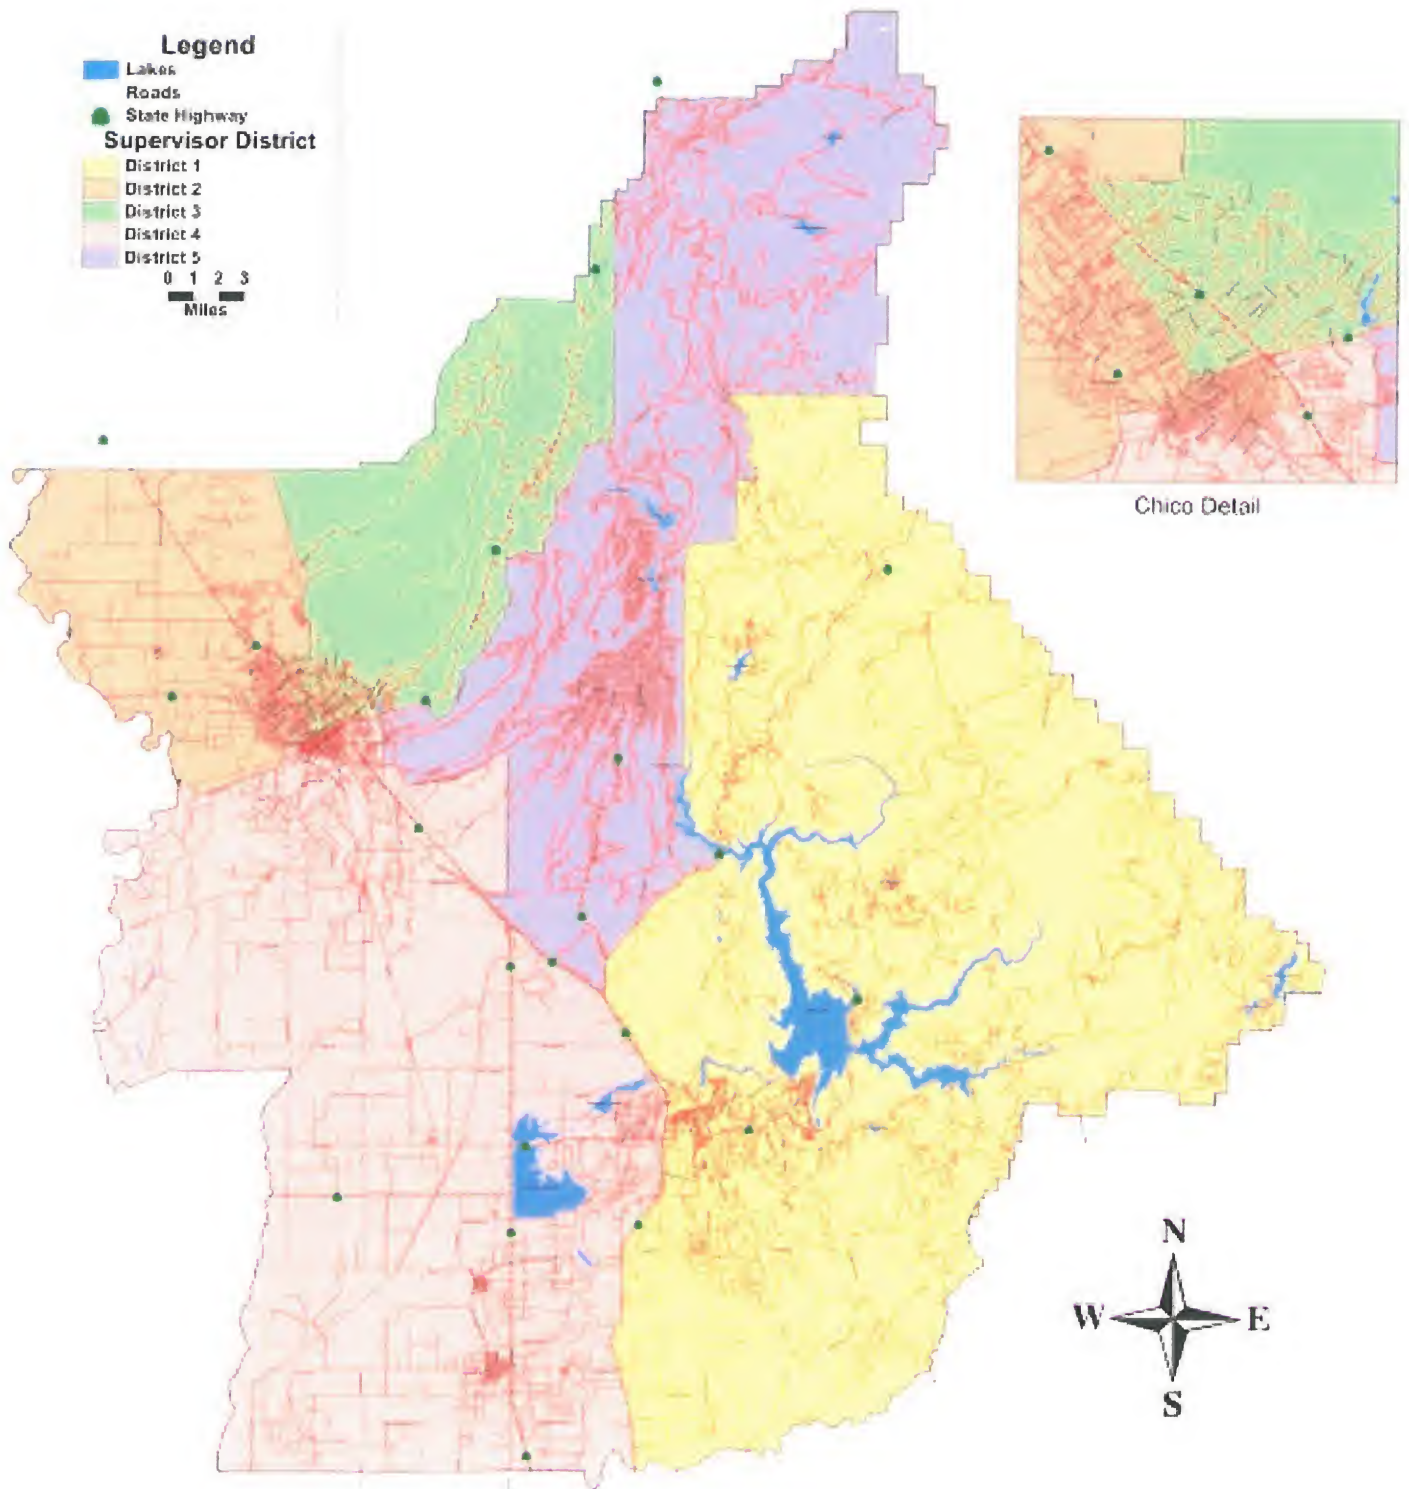 Legend
Lakes
Roads
State Highway
Supervisor District
District 1
District 2
District 3
District 4
District 5
0 1 2 3
Miles
Chico Detail
N
W E
S